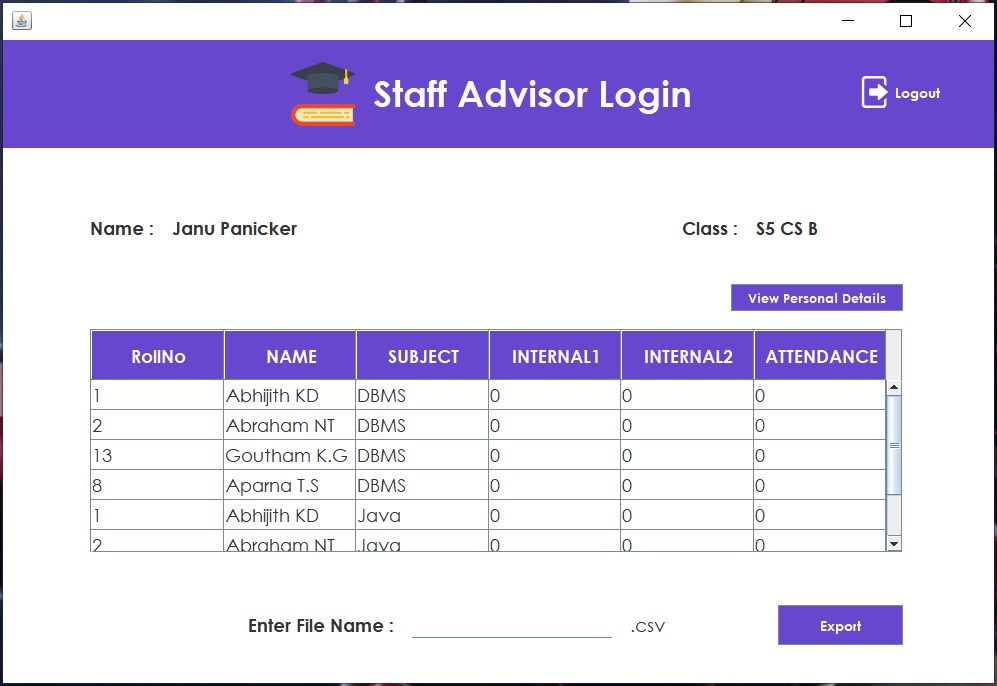 Staff Advisor Login
Logout
Name : Janu Panicker Class : S5 CS B
View Personal Details
RollNo NAME SUBJECT INTERNAL1 INTERNAL2 ATTENDANCE
1 Abhijith KD DBMS 0 0 0
2 Abraham NT DBMS 0 0 0
13 Goutham K.G DBMS 0 0 0
8 Aparna T.S DBMS 0 0 0
1 Abhijith KD Java 0 0 0
2 Abraham NT Java 0 0 0
Enter File Name : .csv Export